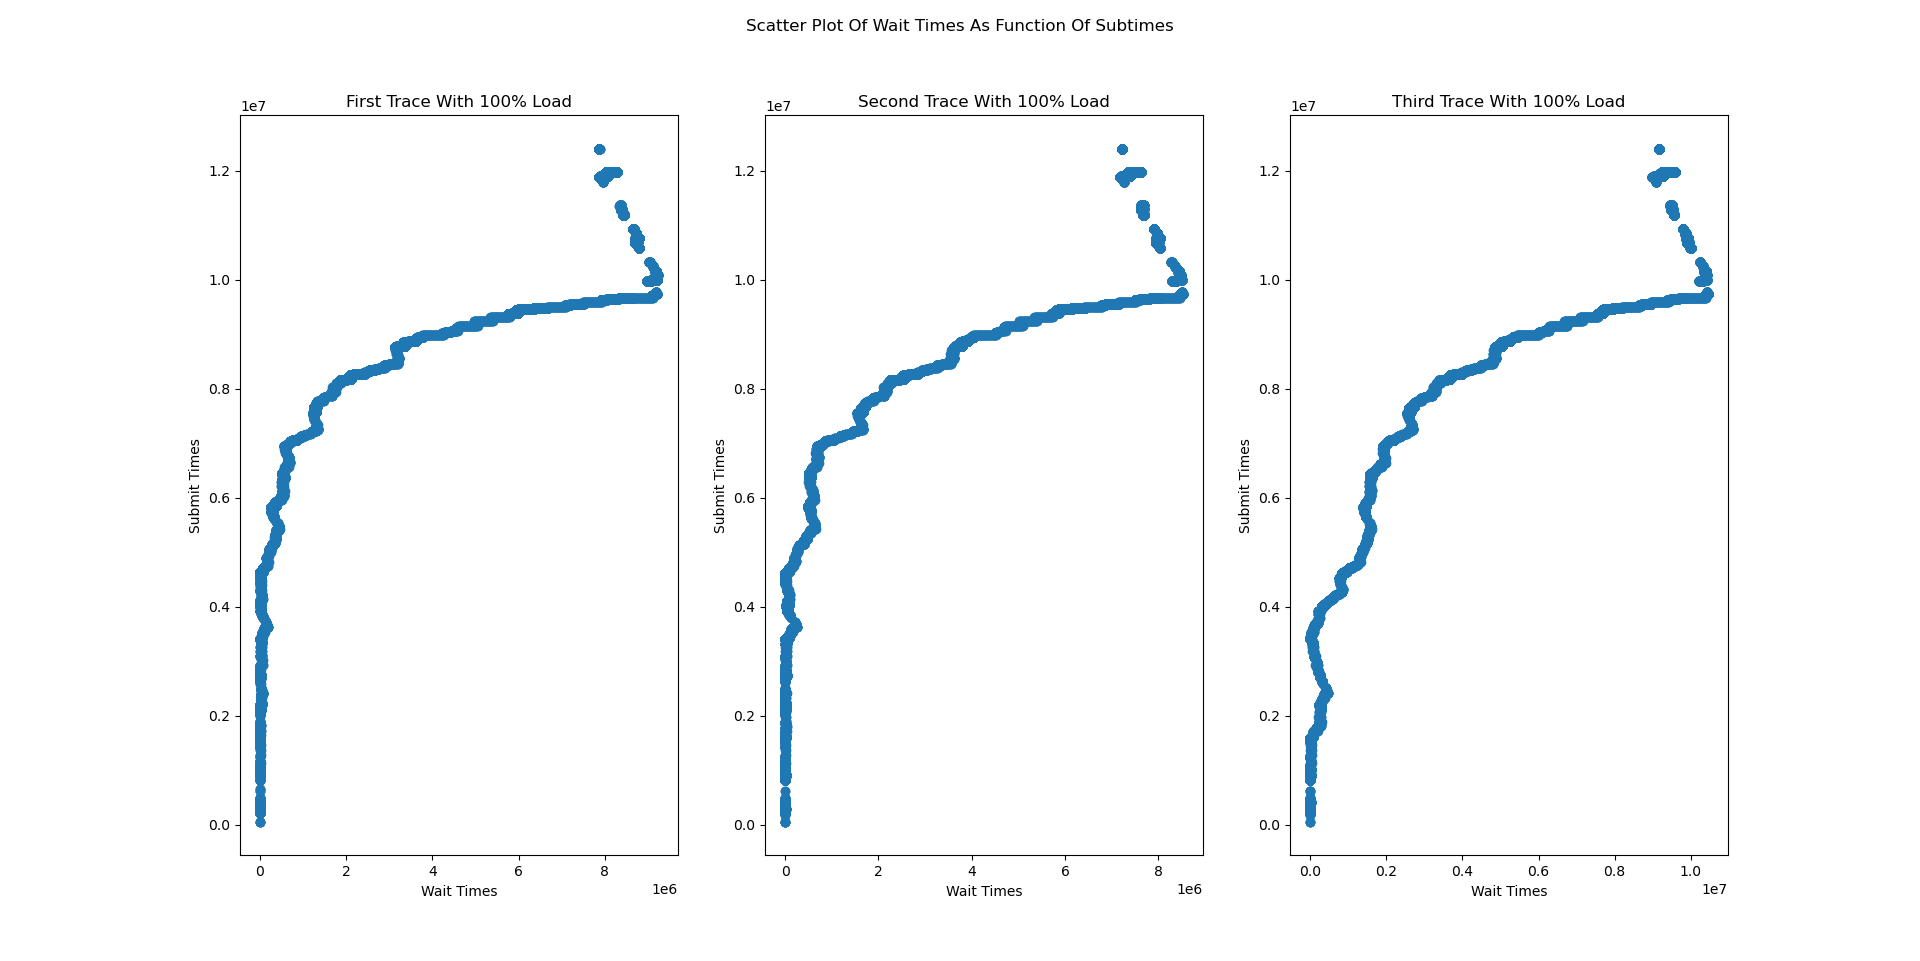 Scatter Plot Of Wait Times As Function Of Subtimes
First Trace With 100% Load
1e7
1.2
1.0
0.8
0.6
0.4
0.2
0.0
Submit Times
0 2 4 6 8
Wait Times
1e6
Second Trace With 100% Load
1e7
1.2
1.0
0.8
0.6
0.4
0.2
0.0
Submit Times
0 2 4 6 8
Wait Times
1e6
Third Trace With 100% Load
1e7
1.2
1.0
0.8
0.6
0.4
0.2
0.0
Submit Times
0.0 0.2 0.4 0.6 0.8 1.0
Wait Times
1e7